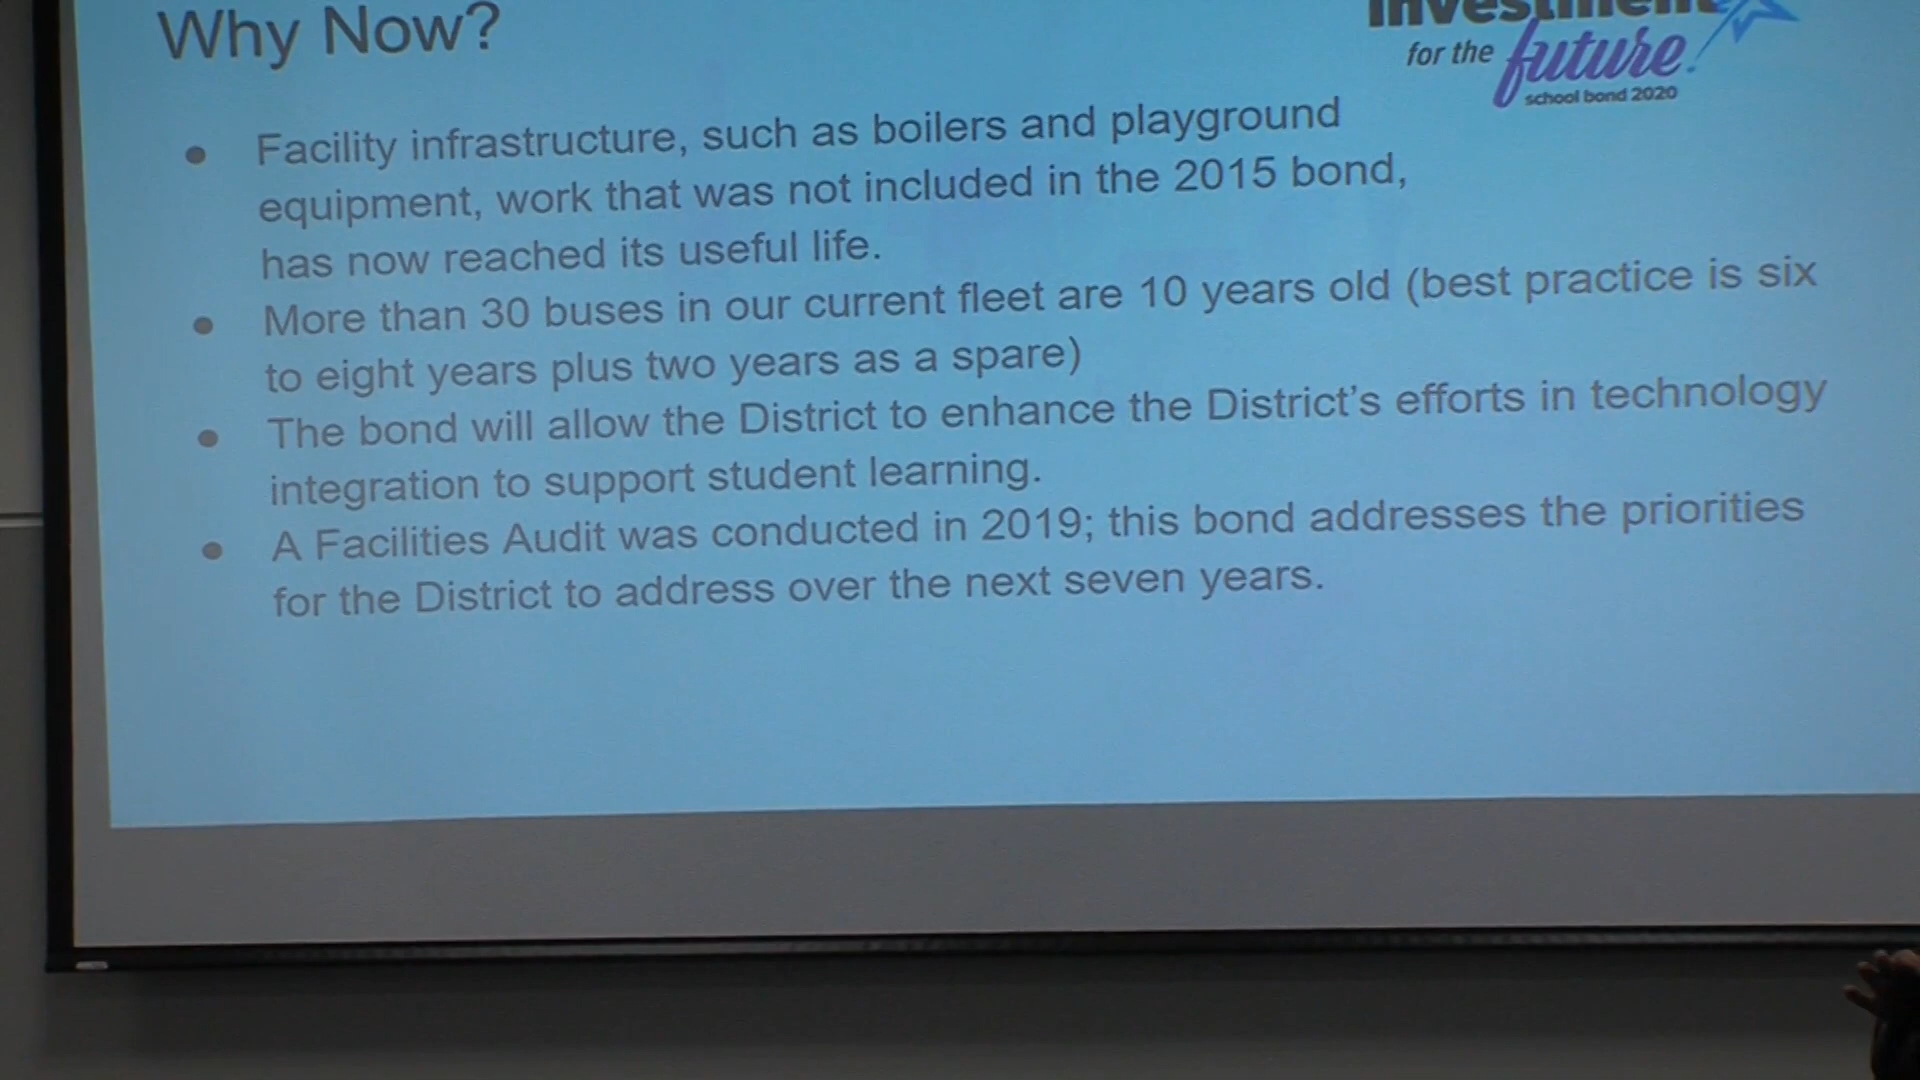 Why Now?
Investment
for the future!
school bond 2020
● Facility infrastructure, such as boilers and playground
equipment, work that was not included in the 2015 bond,
has now reached its useful life.
● More than 30 buses in our current fleet are 10 years old (best practice is six
to eight years plus two years as a spare)
● The bond will allow the District to enhance the District’s efforts in technology
integration to support student learning.
● A Facilities Audit was conducted in 2019; this bond addresses the priorities
for the District to address over the next seven years.